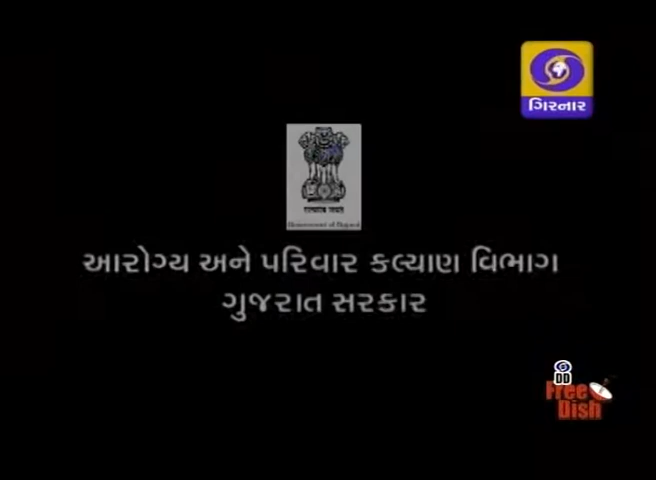 ગિરનાર
આરોગ્ય અને પરિવાર કલ્યાણ વિભાગ
ગુજરાત સરકાર
DD
Free
Dish